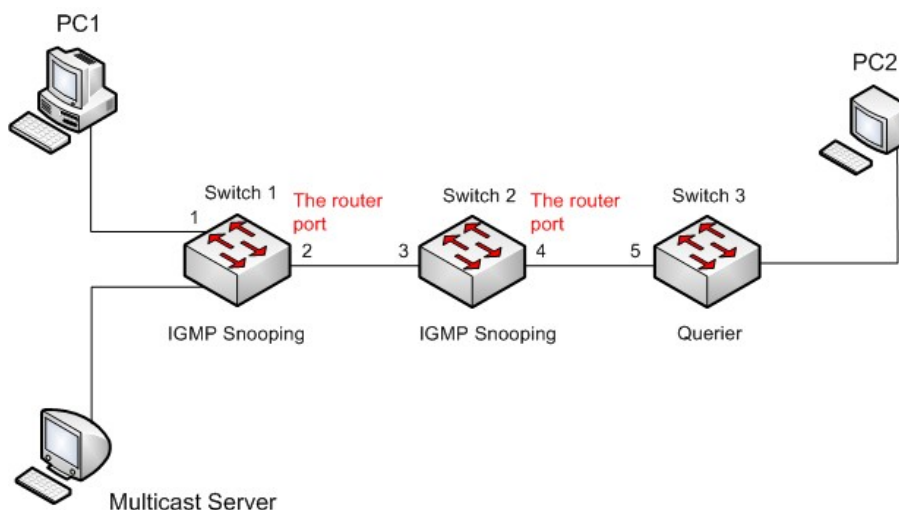 PC1
PC2
Switch 1
Switch 2
Switch 3
The router
port
The router
port
1
2
3
4
5
IGMP Snooping
IGMP Snooping
Querier
Multicast Server